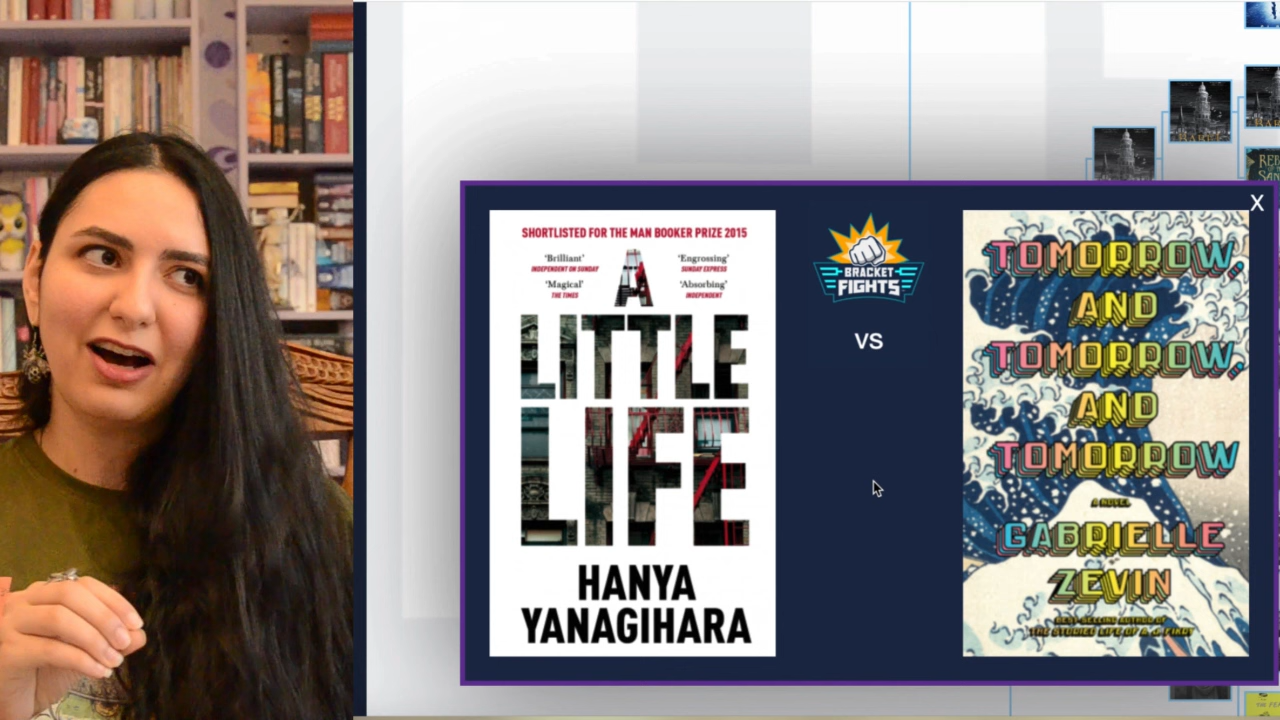 SHORTLISTED FOR THE MAN BOOKER PRIZE 2015
'Brilliant'
INDEPENDENT ON SUNDAY
'Engrossing'
SUNDAY EXPRESS
'Magical'
THE TIMES
'Absorbing'
INDEPENDENT
A
LITTLE
LIFE
HANYA
YANAGIHARA
BRACKET
FIGHTS
VS
X
TOMORROW,
AND
TOMORROW,
AND
TOMORROW
A NOVEL
GABRIELLE
ZEVIN
BEST-SELLING AUTHOR OF
THE STORIED LIFE OF A. J. FIKRY